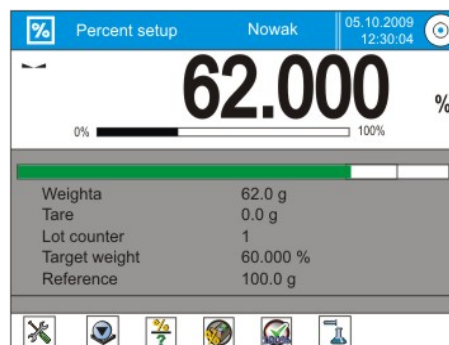 % Percent setup Nowak 05.10.2009
12:30:04
62.000 %
0% 100%
Weighta 62.0 g
Tare 0.0 g
Lot counter 1
Target weight 60.000 %
Reference 100.0 g
%
?
100%